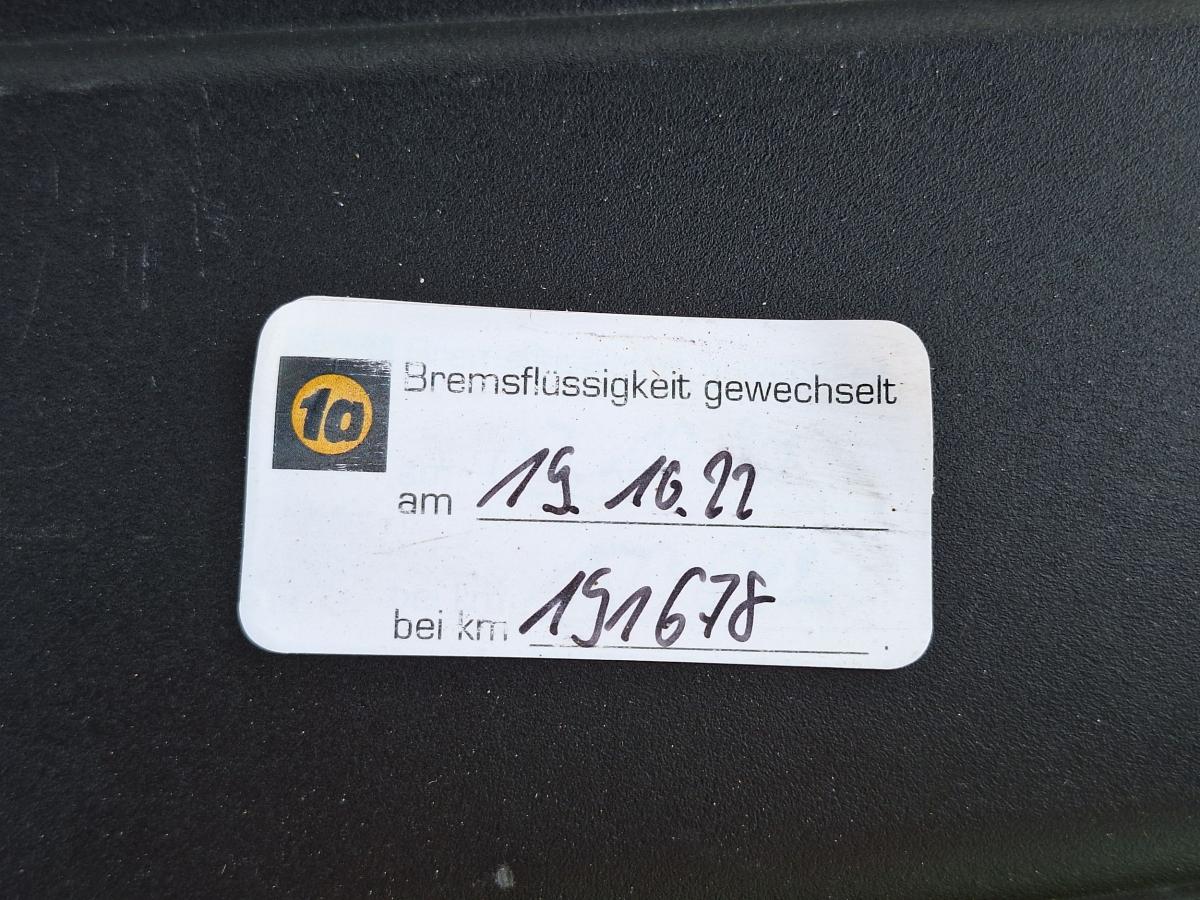 1a
Bremsflüssigkeit gewechselt
am 19. 10. 22
bei km 191678